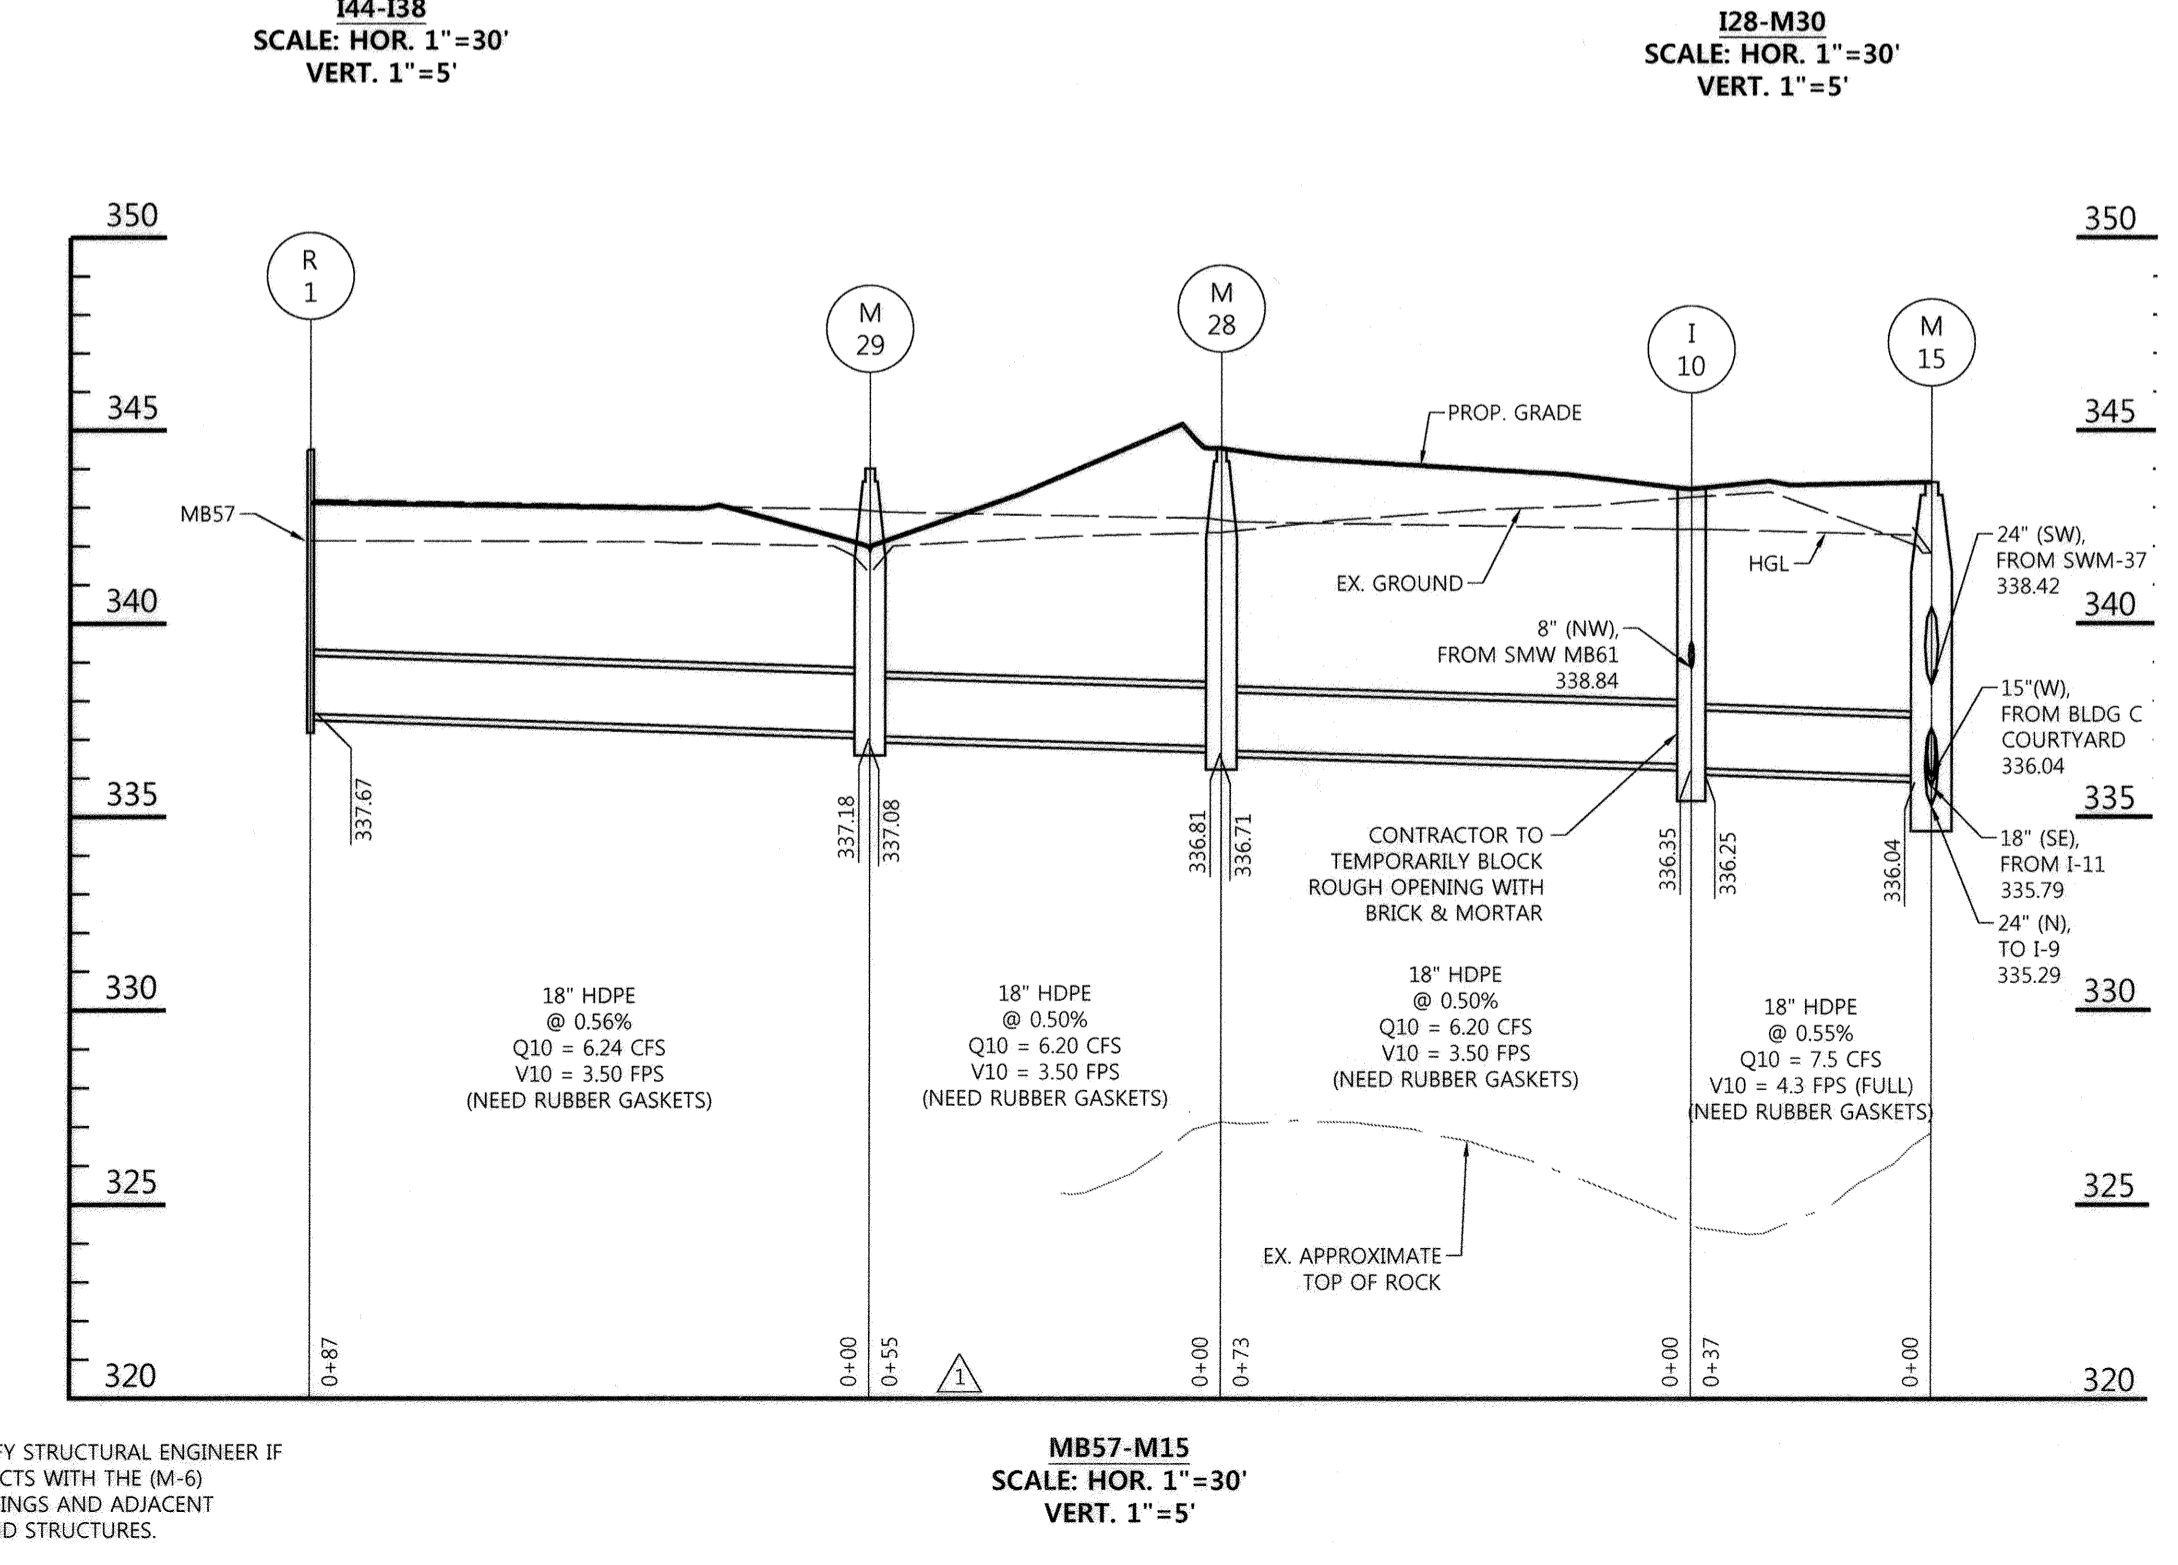 I44-I38
SCALE: HOR. 1"=30'
VERT. 1"=5'
I28-M30
SCALE: HOR. 1"=30'
VERT. 1"=5'
350
345
340
335
330
325
320
350
345
340
335
330
325
320
R
1
M
29
M
28
I
10
M
15
MB57
PROP. GRADE
EX. GROUND
HGL
8" (NW),
FROM SMW MB61
338.84
24" (SW),
FROM SWM-37
338.42
15"(W),
FROM BLDG C
COURTYARD
336.04
18" (SE),
FROM I-11
335.79
24" (N),
TO I-9
335.29
CONTRACTOR TO
TEMPORARILY BLOCK
ROUGH OPENING WITH
BRICK & MORTAR
337.67
337.18
337.08
336.81
336.71
336.35
336.25
336.04
18" HDPE
@ 0.56%
Q10 = 6.24 CFS
V10 = 3.50 FPS
(NEED RUBBER GASKETS)
18" HDPE
@ 0.50%
Q10 = 6.20 CFS
V10 = 3.50 FPS
(NEED RUBBER GASKETS)
18" HDPE
@ 0.50%
Q10 = 6.20 CFS
V10 = 3.50 FPS
(NEED RUBBER GASKETS)
18" HDPE
@ 0.55%
Q10 = 7.5 CFS
V10 = 4.3 FPS (FULL)
(NEED RUBBER GASKETS)
EX. APPROXIMATE
TOP OF ROCK
0+87
0+00
0+55
1
0+00
0+73
0+00
0+37
0+00
FY STRUCTURAL ENGINEER IF
CTS WITH THE (M-6)
INGS AND ADJACENT
D STRUCTURES.
MB57-M15
SCALE: HOR. 1"=30'
VERT. 1"=5'